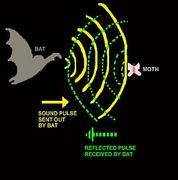 BAT
MOTH
SOUND PULSE
SENT OUT
BY BAT
REFLECTED PULSE
RECEIVED BY BAT